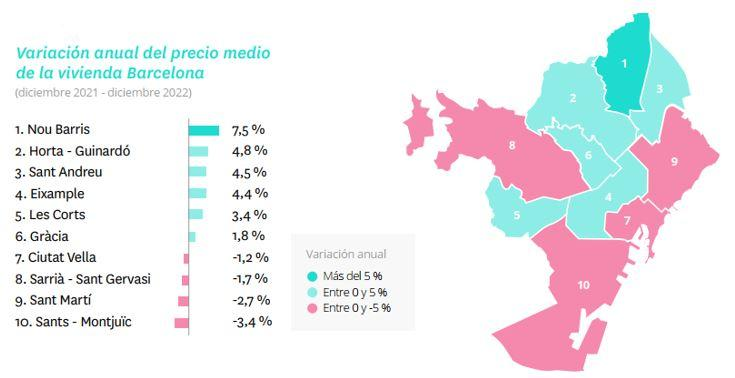 Variación anual del precio medio
de la vivienda Barcelona
(diciembre 2021 - diciembre 2022)
1. Nou Barris 7,5 %
2. Horta - Guinardó 4,8 %
3. Sant Andreu 4,5 %
4. Eixample 4,4 %
5. Les Corts 3,4 %
6. Gràcia 1,8 %
7. Ciutat Vella -1,2 %
8. Sarrià - Sant Gervasi -1,7 %
9. Sant Martí -2,7 %
10. Sants - Montjuïc -3,4 %
Variación anual
Más del 5 %
Entre 0 y 5 %
Entre 0 y -5 %
2
1
3
2
8
6
9
4
5
7
10